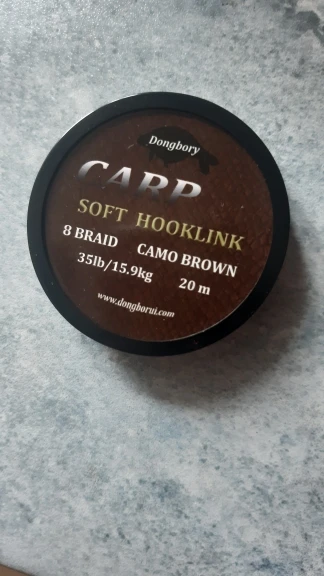 Dongbory
CARP
SOFT HOOKLINK
8 BRAID CAMO BROWN
35lb/15.9kg 20 m
www.dongborui.com